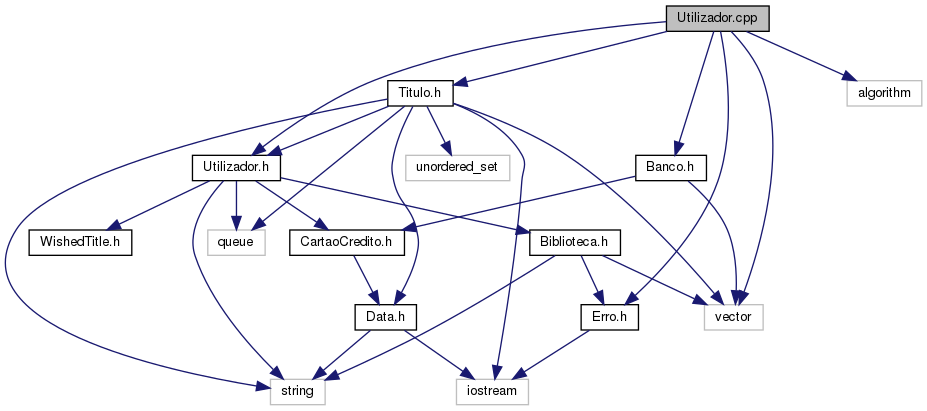 Utilizador.cpp
Titulo.h
algorithm
Utilizador.h
unordered_set
Banco.h
WishedTitle.h
queue
CartaoCredito.h
Biblioteca.h
Data.h
Erro.h
vector
string
iostream